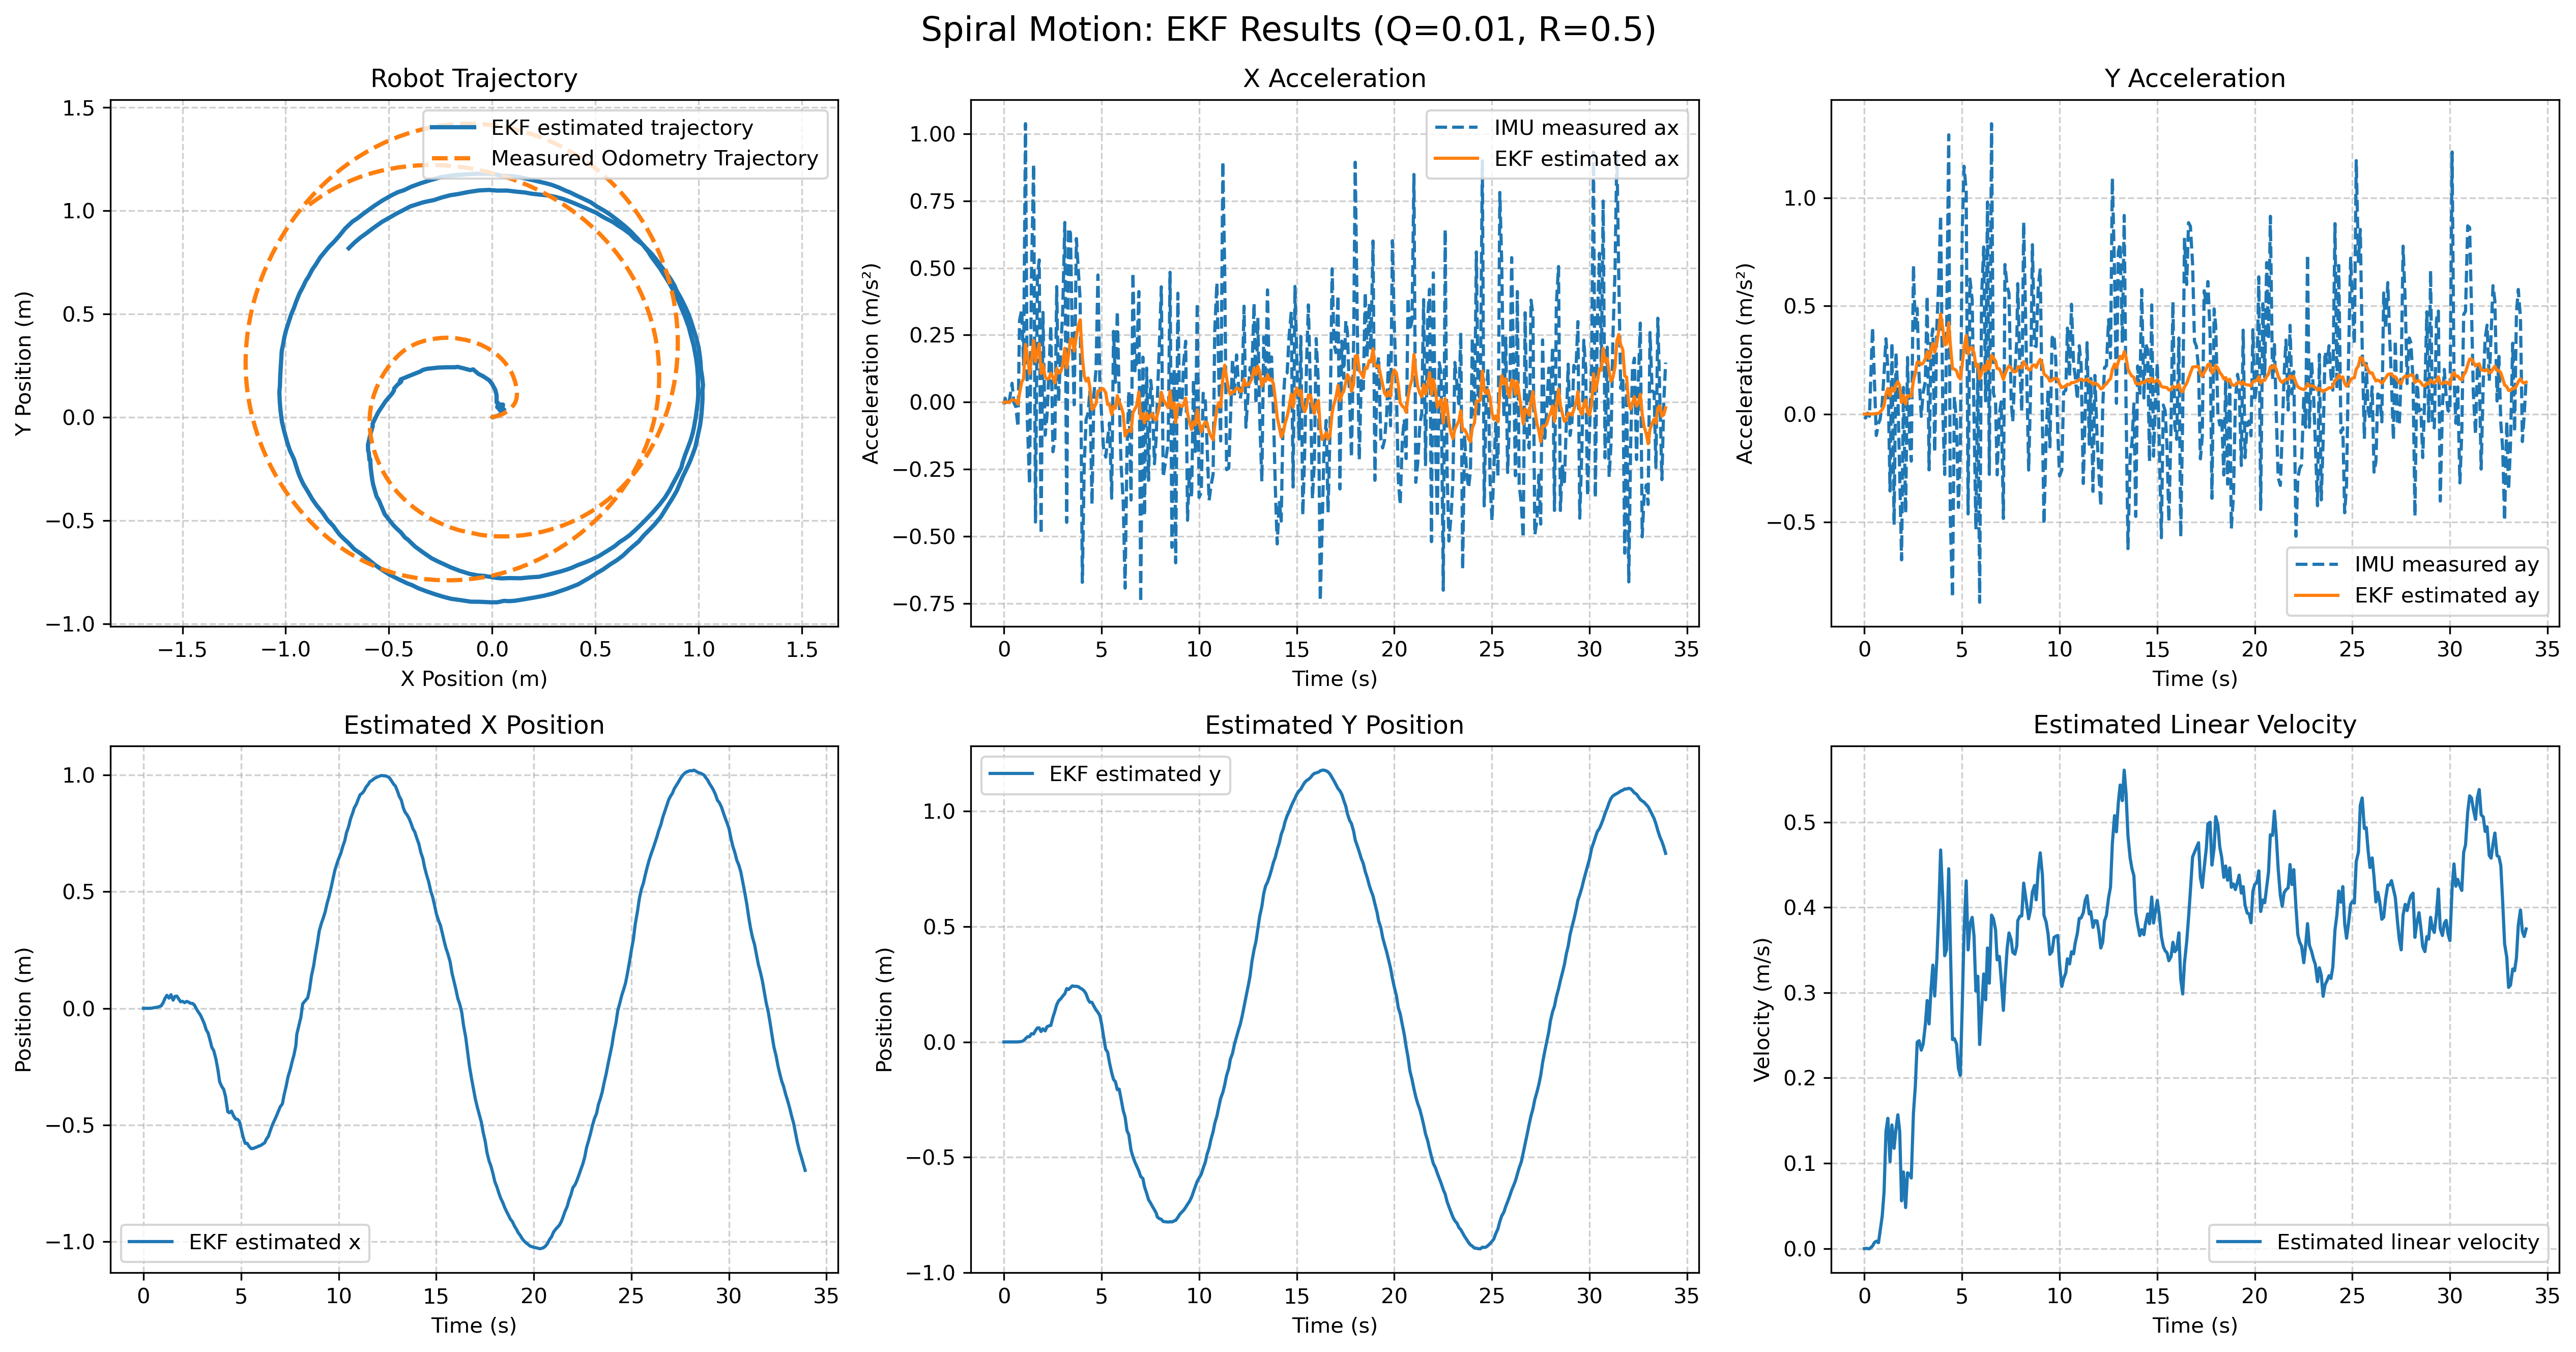 Spiral Motion: EKF Results (Q=0.01, R=0.5)
Robot Trajectory
EKF estimated trajectory
Measured Odometry Trajectory
1.5
1.0
0.5
0.0
−0.5
−1.0
Y Position (m)
−1.5
−1.0
−0.5
0.0
0.5
1.0
1.5
X Position (m)
X Acceleration
IMU measured ax
EKF estimated ax
1.00
0.75
0.50
0.25
0.00
−0.25
−0.50
−0.75
Acceleration (m/s²)
0
5
10
15
20
25
30
35
Time (s)
Y Acceleration
1.0
0.5
0.0
−0.5
Acceleration (m/s²)
IMU measured ay
EKF estimated ay
0
5
10
15
20
25
30
35
Time (s)
Estimated X Position
1.0
0.5
0.0
−0.5
−1.0
Position (m)
EKF estimated x
0
5
10
15
20
25
30
35
Time (s)
Estimated Y Position
EKF estimated y
1.0
0.5
0.0
−0.5
−1.0
Position (m)
0
5
10
15
20
25
30
35
Time (s)
Estimated Linear Velocity
0.5
0.4
0.3
0.2
0.1
0.0
Velocity (m/s)
Estimated linear velocity
0
5
10
15
20
25
30
35
Time (s)